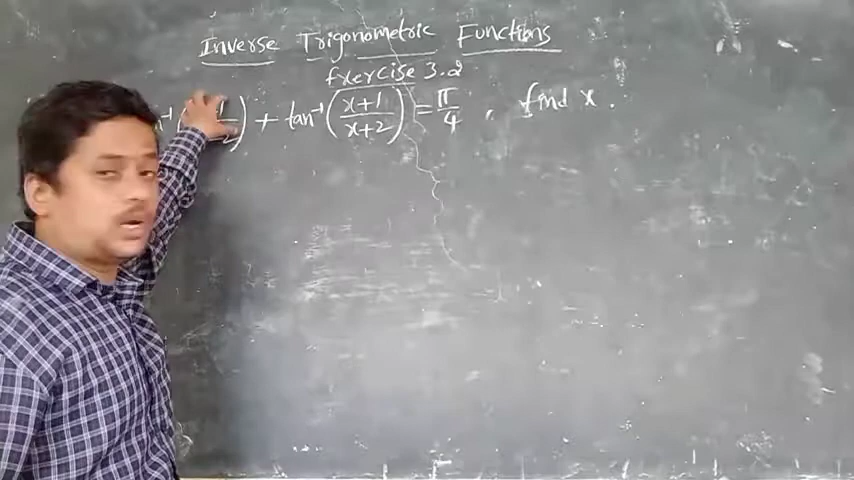 Inverse Trigonometric Functions
Exercise 3.2
+ tan⁻¹(x+1/x+2) = π/4, find x.